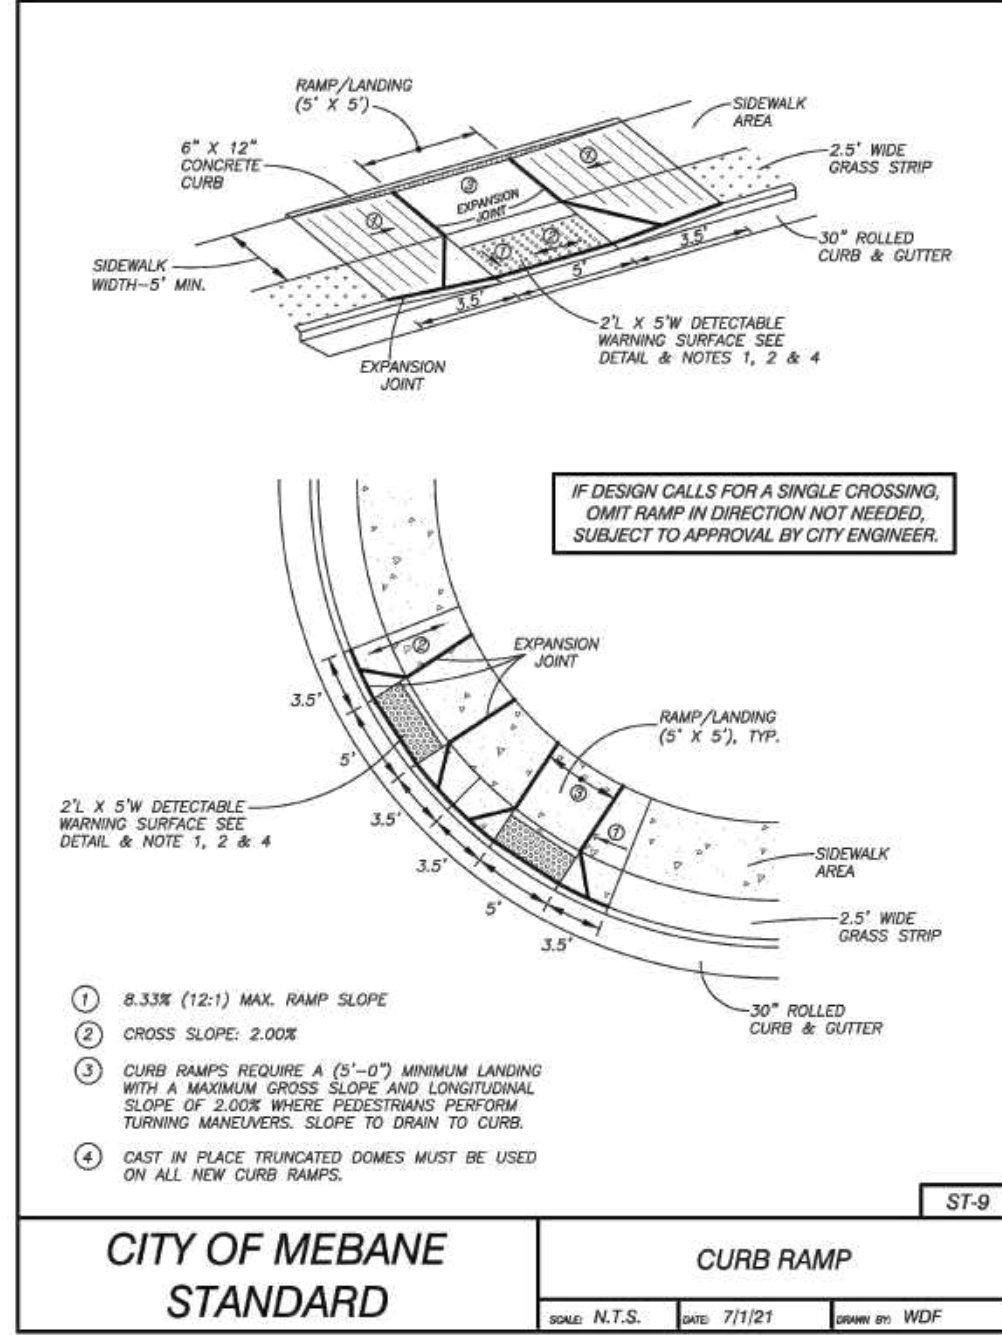 RAMP/LANDING
(5' X 5')
SIDEWALK
AREA
6" X 12"
CONCRETE
CURB
2.5' WIDE
GRASS STRIP
1
3
EXPANSION
JOINT
1
1
2
30" ROLLED
CURB & GUTTER
SIDEWALK
WIDTH-5' MIN.
3.5'
5'
3.5'
2'L X 5'W DETECTABLE
WARNING SURFACE SEE
DETAIL & NOTES 1, 2 & 4
EXPANSION
JOINT
IF DESIGN CALLS FOR A SINGLE CROSSING,
OMIT RAMP IN DIRECTION NOT NEEDED,
SUBJECT TO APPROVAL BY CITY ENGINEER.
2
EXPANSION
JOINT
3.5'
RAMP/LANDING
(5' X 5'), TYP.
5'
3
2'L X 5'W DETECTABLE
WARNING SURFACE SEE
DETAIL & NOTE 1, 2 & 4
3.5'
1
3.5'
SIDEWALK
AREA
5'
2.5' WIDE
GRASS STRIP
3.5'
30" ROLLED
CURB & GUTTER
1 8.33% (12:1) MAX. RAMP SLOPE
2 CROSS SLOPE: 2.00%
3 CURB RAMPS REQUIRE A (5'-0") MINIMUM LANDING
WITH A MAXIMUM GROSS SLOPE AND LONGITUDINAL
SLOPE OF 2.00% WHERE PEDESTRIANS PERFORM
TURNING MANEUVERS. SLOPE TO DRAIN TO CURB.
4 CAST IN PLACE TRUNCATED DOMES MUST BE USED
ON ALL NEW CURB RAMPS.
ST-9
CITY OF MEBANE
STANDARD
CURB RAMP
SCALE: N.T.S.
DATE: 7/1/21
DRAWN BY: WDF